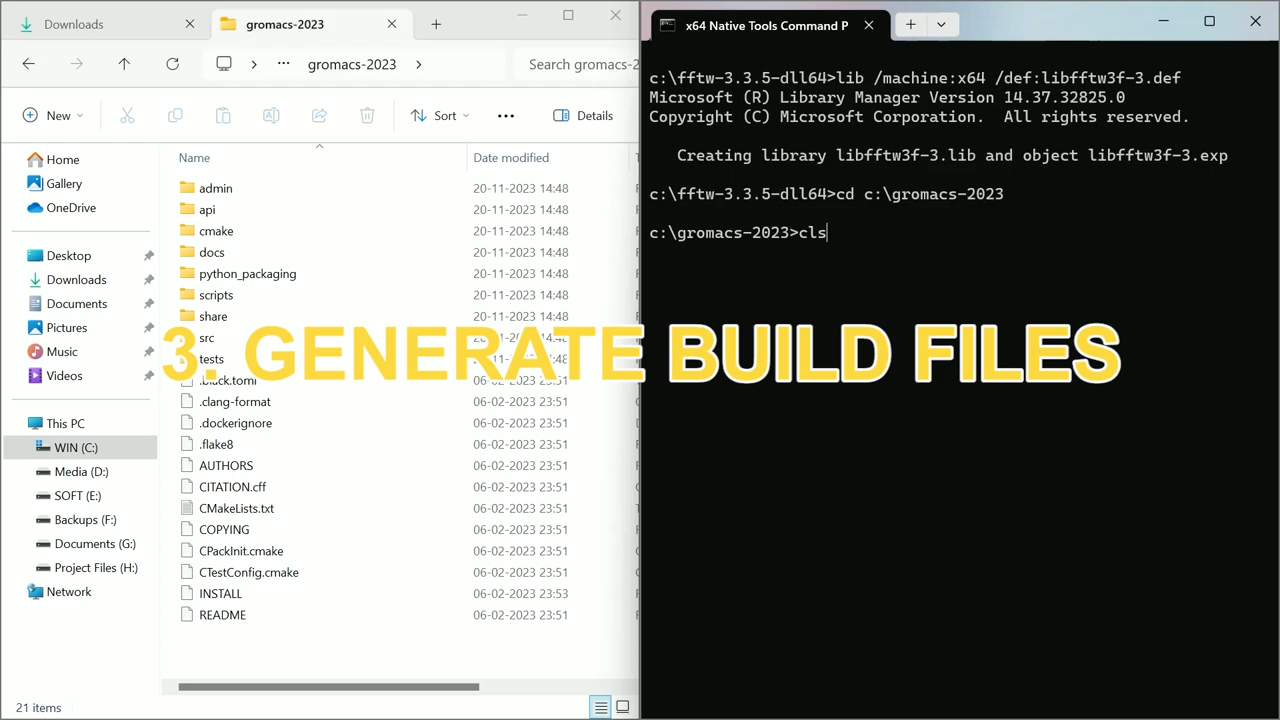 Downloads
gromacs-2023
x64 Native Tools Command P
gromacs-2023
Search gromacs-2
New
Sort
Details
Name
Date modified
Home
Gallery
OneDrive
Desktop
Downloads
Documents
Pictures
Music
Videos
This PC
WIN (C:)
Media (D:)
SOFT (E:)
Backups (F:)
Documents (G:)
Project Files (H:)
Network
admin 20-11-2023 14:48
api 20-11-2023 14:48
cmake 20-11-2023 14:48
docs 20-11-2023 14:48
python_packaging 20-11-2023 14:48
scripts 20-11-2023 14:48
share 20-11-2023 14:48
src
tests
.clang-format 06-02-2023 23:51
.dockerignore 06-02-2023 23:51
.flake8 06-02-2023 23:51
AUTHORS 06-02-2023 23:51
CITATION.cff 06-02-2023 23:51
CMakeLists.txt 06-02-2023 23:51
COPYING 06-02-2023 23:51
CPackInit.cmake 06-02-2023 23:51
CTestConfig.cmake 06-02-2023 23:51
INSTALL 06-02-2023 23:53
README 06-02-2023 23:51
21 items
c:\fftw-3.3.5-dll64>lib /machine:x64 /def:libfftw3f-3.def
Microsoft (R) Library Manager Version 14.37.32825.0
Copyright (C) Microsoft Corporation.  All rights reserved.
Creating library libfftw3f-3.lib and object libfftw3f-3.exp
c:\fftw-3.3.5-dll64>cd c:\gromacs-2023
c:\gromacs-2023>cls
3. GENERATE BUILD FILES